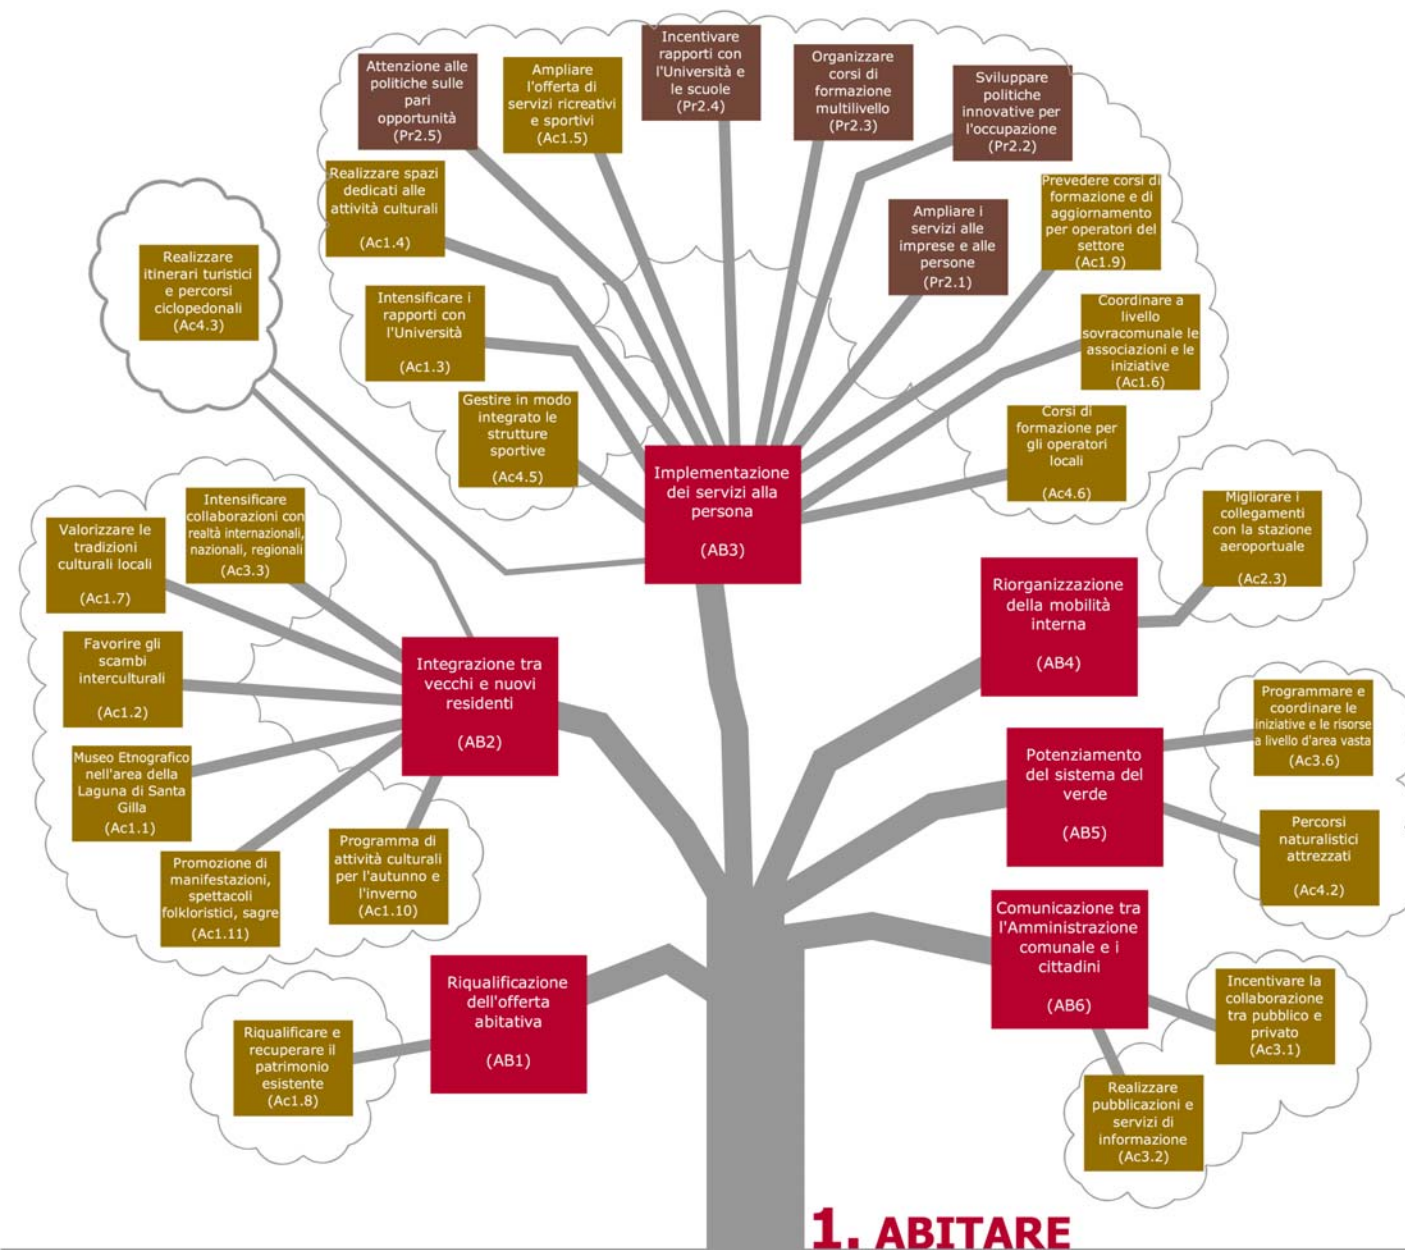 Incentivare
rapporti con
l'Università e
le scuole
(Pr2.4)
Attenzione alle
politiche sulle
pari
opportunità
(Pr2.5)
Ampliare
l'offerta di
servizi ricreativi
e sportivi
(Ac1.5)
Organizzare
corsi di
formazione
multilivello
(Pr2.3)
Sviluppare
politiche
innovative per
l'occupazione
(Pr2.2)
Realizzare spazi
dedicati alle
attività culturali
(Ac1.4)
Prevedere corsi di
formazione e di
aggiornamento
per operatori del
settore
(Ac1.9)
Ampliare i
servizi alle
imprese e alle
persone
(Pr2.1)
Realizzare
itinerari turistici
e percorsi
ciclopedonali
(Ac4.3)
Intensificare i
rapporti con
l'Università
(Ac1.3)
Coordinare a
livello
sovracomunale le
associazioni e le
iniziative
(Ac1.6)
Gestire in modo
integrato le
strutture
sportive
(Ac4.5)
Corsi di
formazione per
gli operatori
locali
(Ac4.6)
Implementazione
dei servizi alla
persona
(AB3)
Intensificare
collaborazioni con
realtà internazionali,
nazionali, regionali
(Ac3.3)
Valorizzare le
tradizioni
culturali locali
(Ac1.7)
Migliorare i
collegamenti
con la stazione
aeroportuale
(Ac2.3)
Riorganizzazione
della mobilità
interna
(AB4)
Favorire gli
scambi
interculturali
(Ac1.2)
Integrazione tra
vecchi e nuovi
residenti
(AB2)
Programmare e
coordinare le
iniziative e le risorse
a livello d'area vasta
(Ac3.6)
Potenziamento
del sistema del
verde
(AB5)
Museo Etnografico
nell'area della
Laguna di Santa
Gilla
(Ac1.1)
Percorsi
naturalistici
attrezzati
(Ac4.2)
Programma di
attività culturali
per l'autunno e
l'inverno
(Ac1.10)
Promozione di
manifestazioni,
spettacoli
folkloristici, sagre
(Ac1.11)
Comunicazione tra
l'Amministrazione
comunale e i
cittadini
(AB6)
Riqualificazione
dell'offerta
abitativa
(AB1)
Incentivare la
collaborazione
tra pubblico e
privato
(Ac3.1)
Riqualificare e
recuperare il
patrimonio
esistente
(Ac1.8)
Realizzare
pubblicazioni e
servizi di
informazione
(Ac3.2)
1. ABITARE